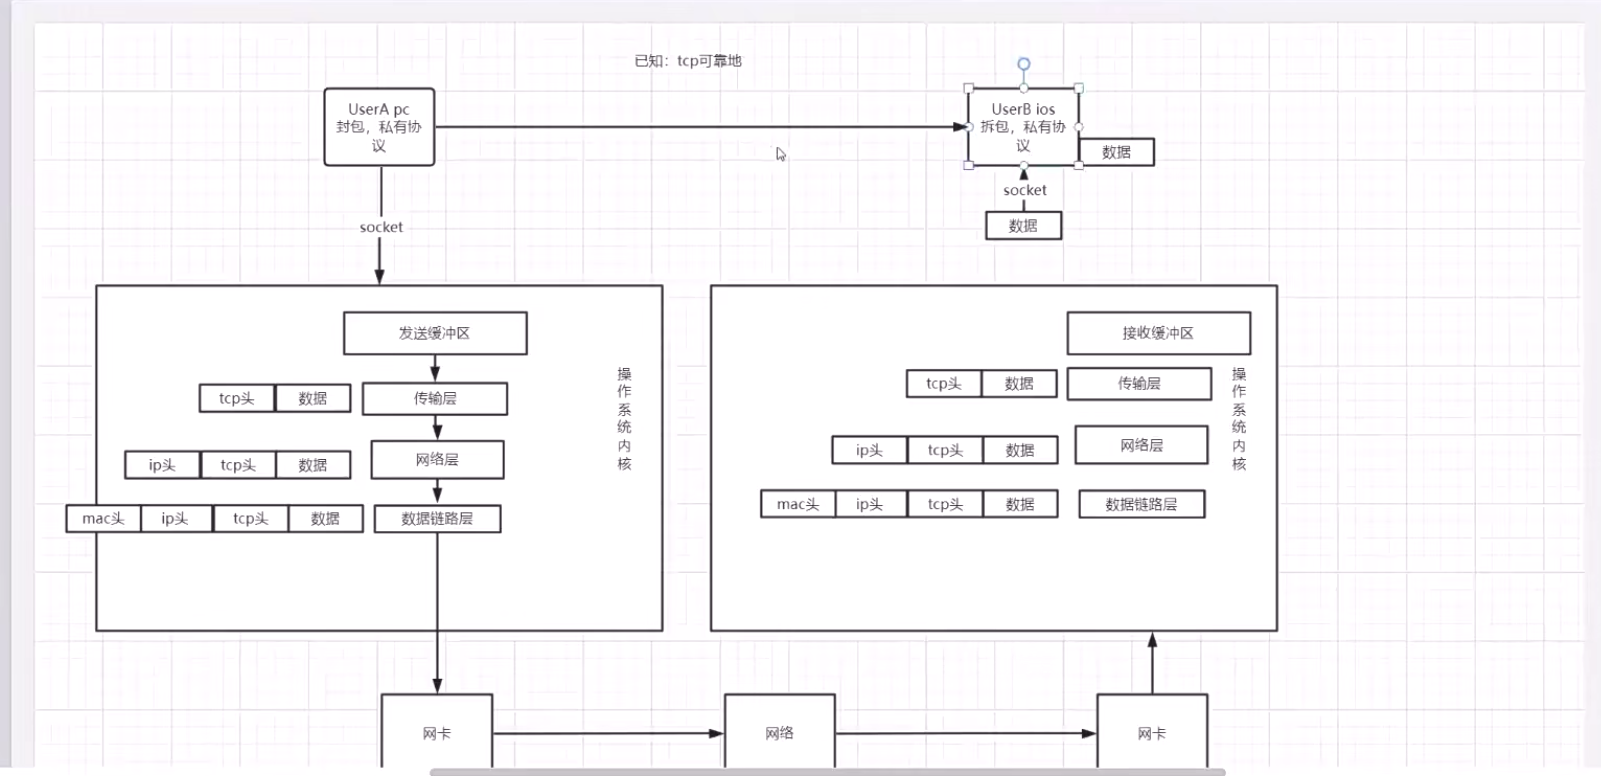 已知：tcp可靠地
UserA pc
封包，私有协
议
UserB ios
拆包，私有协
议
数据
socket
数据
socket
发送缓冲区
tcp头 数据 传输层
ip头 tcp头 数据 网络层
mac头 ip头 tcp头 数据 数据链路层
操
作
系
统
内
核
接收缓冲区
tcp头 数据 传输层
ip头 tcp头 数据 网络层
mac头 ip头 tcp头 数据 数据链路层
操
作
系
统
内
核
网卡 网络 网卡